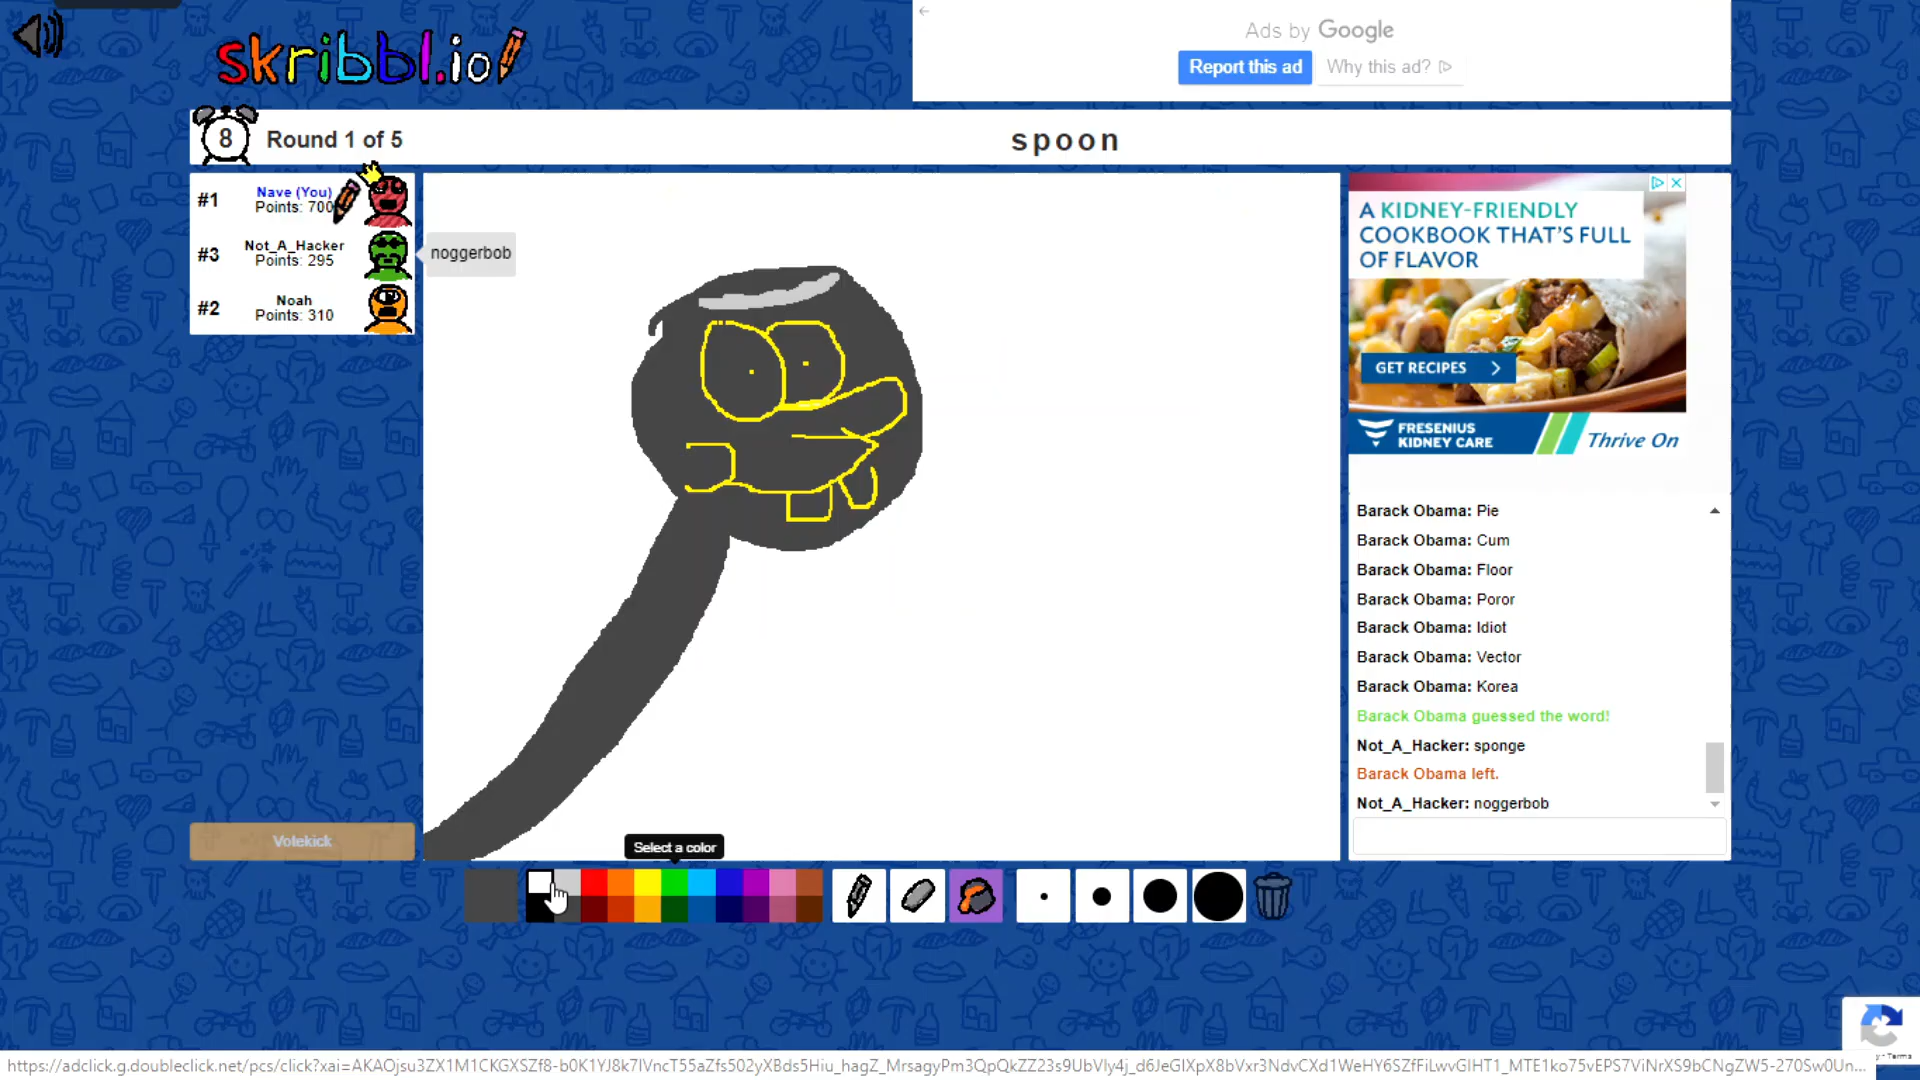 Ads by Google
Report this ad
Why this ad?
skribbl.io
8
Round 1 of 5
spoon
#1
Nave (You)
Points: 700
#3
Not_A_Hacker
Points: 295
#2
Noah
Points: 310
noggerbob
A KIDNEY-FRIENDLY
COOKBOOK THAT'S FULL
OF FLAVOR
GET RECIPES
FRESENIUS
KIDNEY CARE
Thrive On
Barack Obama: Pie
Barack Obama: Cum
Barack Obama: Floor
Barack Obama: Poror
Barack Obama: Idiot
Barack Obama: Vector
Barack Obama: Korea
Barack Obama guessed the word!
Not_A_Hacker: sponge
Barack Obama left.
Not_A_Hacker: noggerbob
Votekick
Select a color